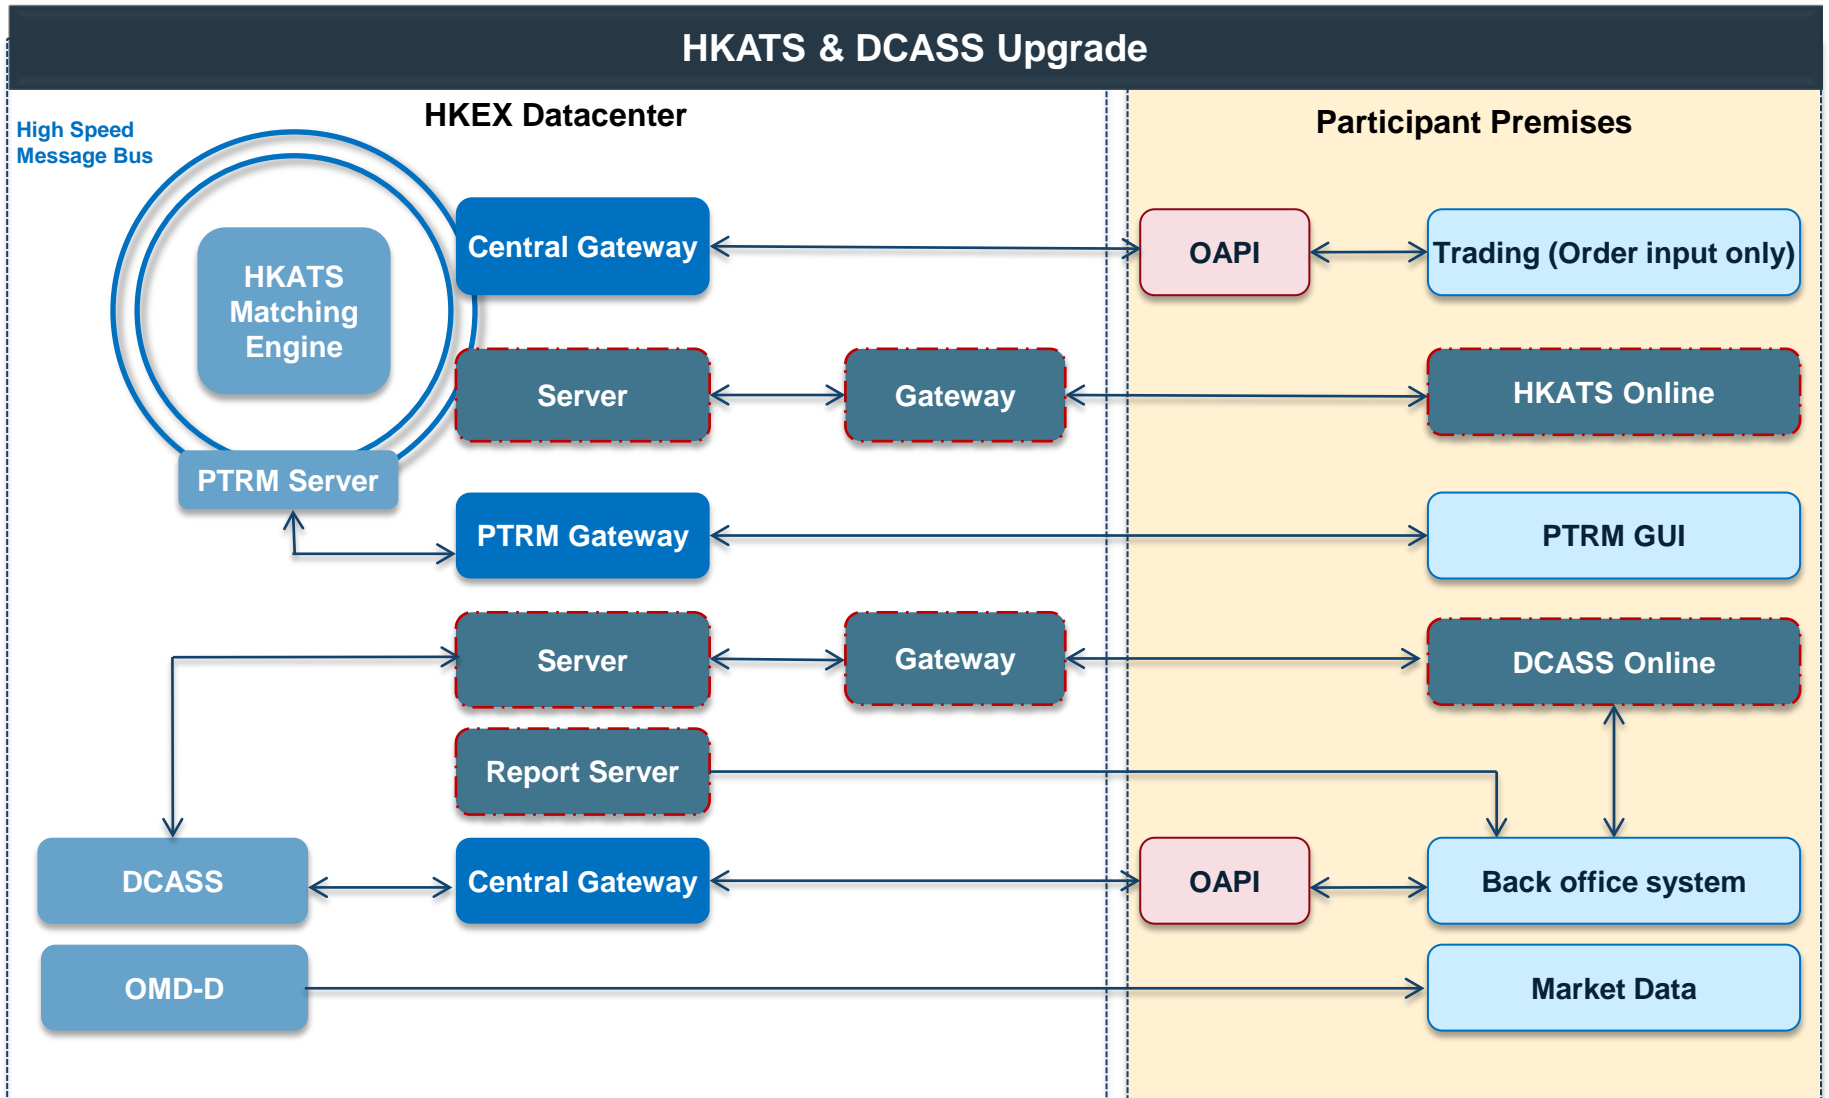 HKATS & DCASS Upgrade
HKEX Datacenter
Participant Premises
High Speed
Message Bus
HKATS
Matching
Engine
Central Gateway
OAPI
Trading (Order input only)
Server
Gateway
HKATS Online
PTRM Server
PTRM Gateway
PTRM GUI
Server
Gateway
DCASS Online
Report Server
DCASS
Central Gateway
OAPI
Back office system
OMD-D
Market Data